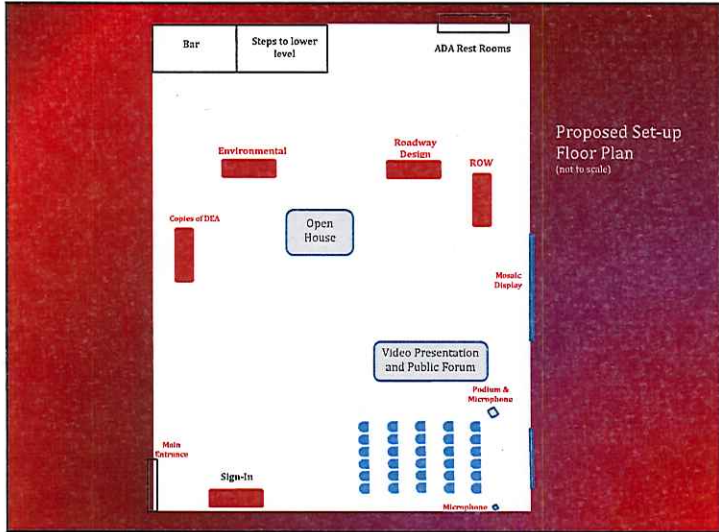 Bar
Steps to lower
level
ADA Rest Rooms
Proposed Set-up
Floor Plan
(not to scale)
Environmental
Roadway
Design
ROW
Copies of DEA
Open
House
Mosaic
Display
Video Presentation
and Public Forum
Podium &
Microphone
Main
Entrance
Sign-In
Microphone